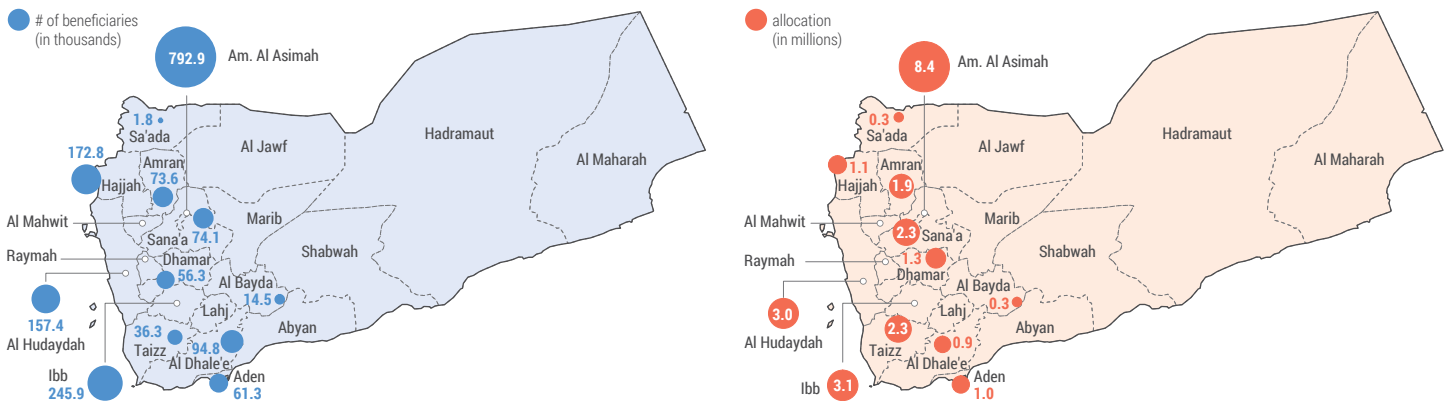 # of beneficiaries
(in thousands)
792.9
Am. Al Asimah
1.8
Sa'ada
Al Jawf
Hadramaut
Al Maharah
172.8
Hajjah
Amran
73.6
Al Mahwit
Marib
Sana'a
74.1
Shabwah
Raymah
Dhamar
56.3
Al Bayda
14.5
157.4
Al Hudaydah
Lahj
Abyan
36.3
Taizz
94.8
Al Dhale'e
Ibb
245.9
Aden
61.3
allocation
(in millions)
8.4
Am. Al Asimah
0.3
Sa'ada
Al Jawf
Hadramaut
Al Maharah
1.1
Hajjah
Amran
1.9
Al Mahwit
Marib
2.3
Sana'a
Shabwah
Raymah
1.3
Dhamar
Al Bayda
0.3
3.0
Al Hudaydah
Lahj
Abyan
2.3
Taizz
0.9
Al Dhale'e
Ibb
3.1
Aden
1.0